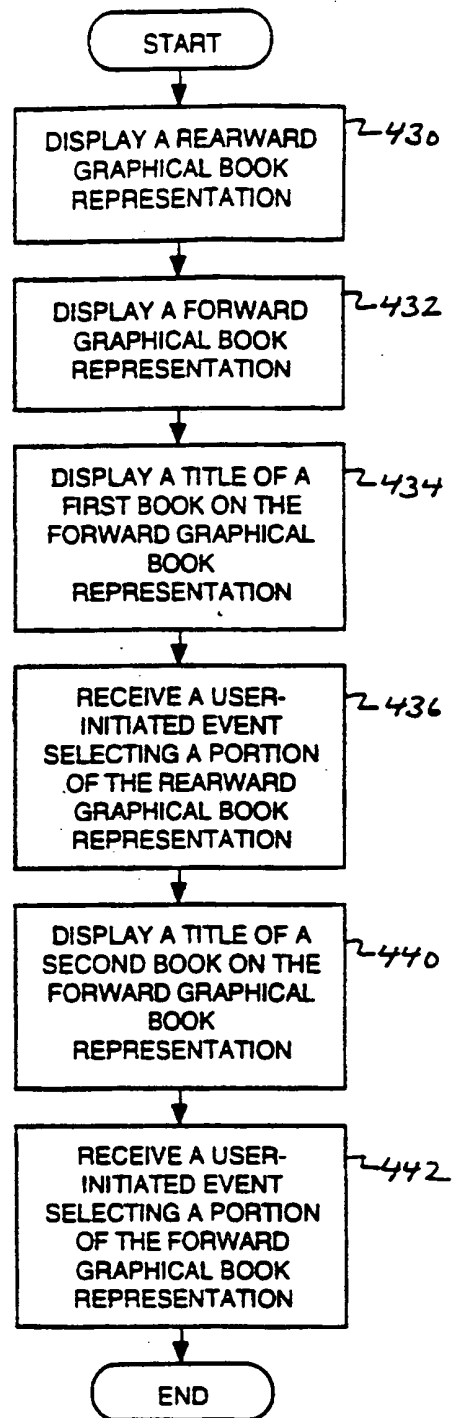 START
DISPLAY A REARWARD
GRAPHICAL BOOK
REPRESENTATION
430
DISPLAY A FORWARD
GRAPHICAL BOOK
REPRESENTATION
432
DISPLAY A TITLE OF A
FIRST BOOK ON THE
FORWARD GRAPHICAL
BOOK
REPRESENTATION
434
RECEIVE A USER-
INITIATED EVENT
SELECTING A PORTION
OF THE REARWARD
GRAPHICAL BOOK
REPRESENTATION
436
DISPLAY A TITLE OF A
SECOND BOOK ON THE
FORWARD GRAPHICAL
BOOK
REPRESENTATION
440
RECEIVE A USER-
INITIATED EVENT
SELECTING A PORTION
OF THE FORWARD
GRAPHICAL BOOK
REPRESENTATION
442
END